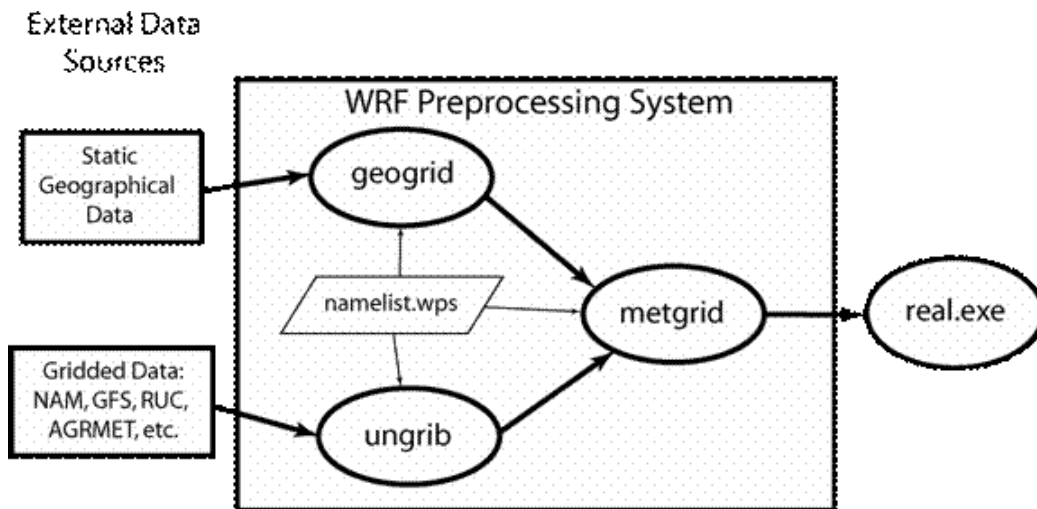 External Data
Sources
WRF Preprocessing System
Static
Geographical
Data
geogrid
namelist.wps
metgrid
real.exe
Gridded Data:
NAM, GFS, RUC,
AGRMET, etc.
ungrib